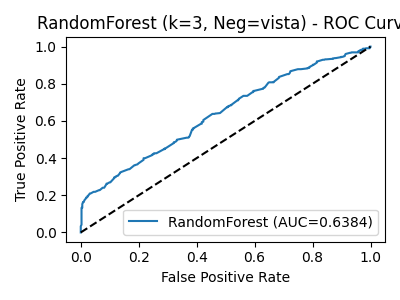 RandomForest (k=3, Neg=vista) - ROC Curv
True Positive Rate
1.0
0.8
0.6
0.4
0.2
0.0
RandomForest (AUC=0.6384)
0.0 0.2 0.4 0.6 0.8 1.0
False Positive Rate